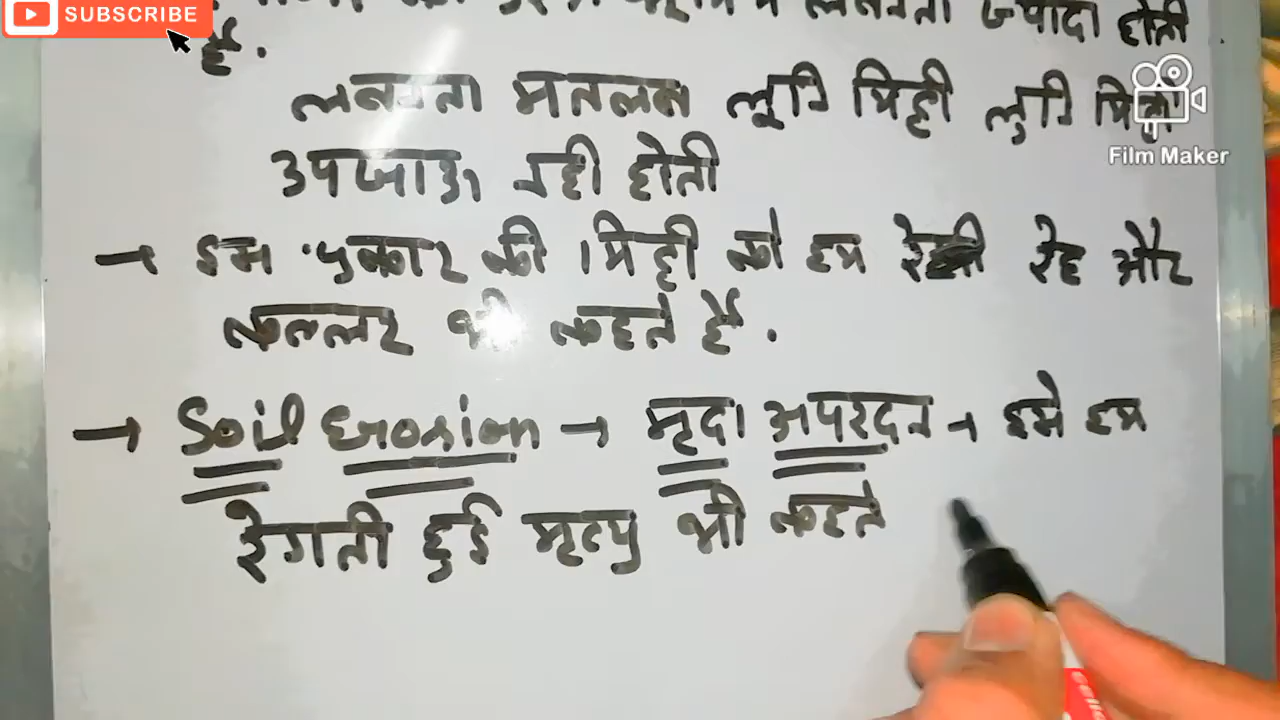 SUBSCRIBE
लवणता ज्यादा होती
है.
लवणता मतलब लूनि मिट्टी लुनि मिट्टी
Film Maker
उपजाऊ नही होती
→ इस प्रकार की मिट्टी को हम रेह और
कल्लर भी कहते है.
→ Soil Erosion → मृदा अपरदन → इसे हम
रेंगती हुई मृत्यु भी कहते